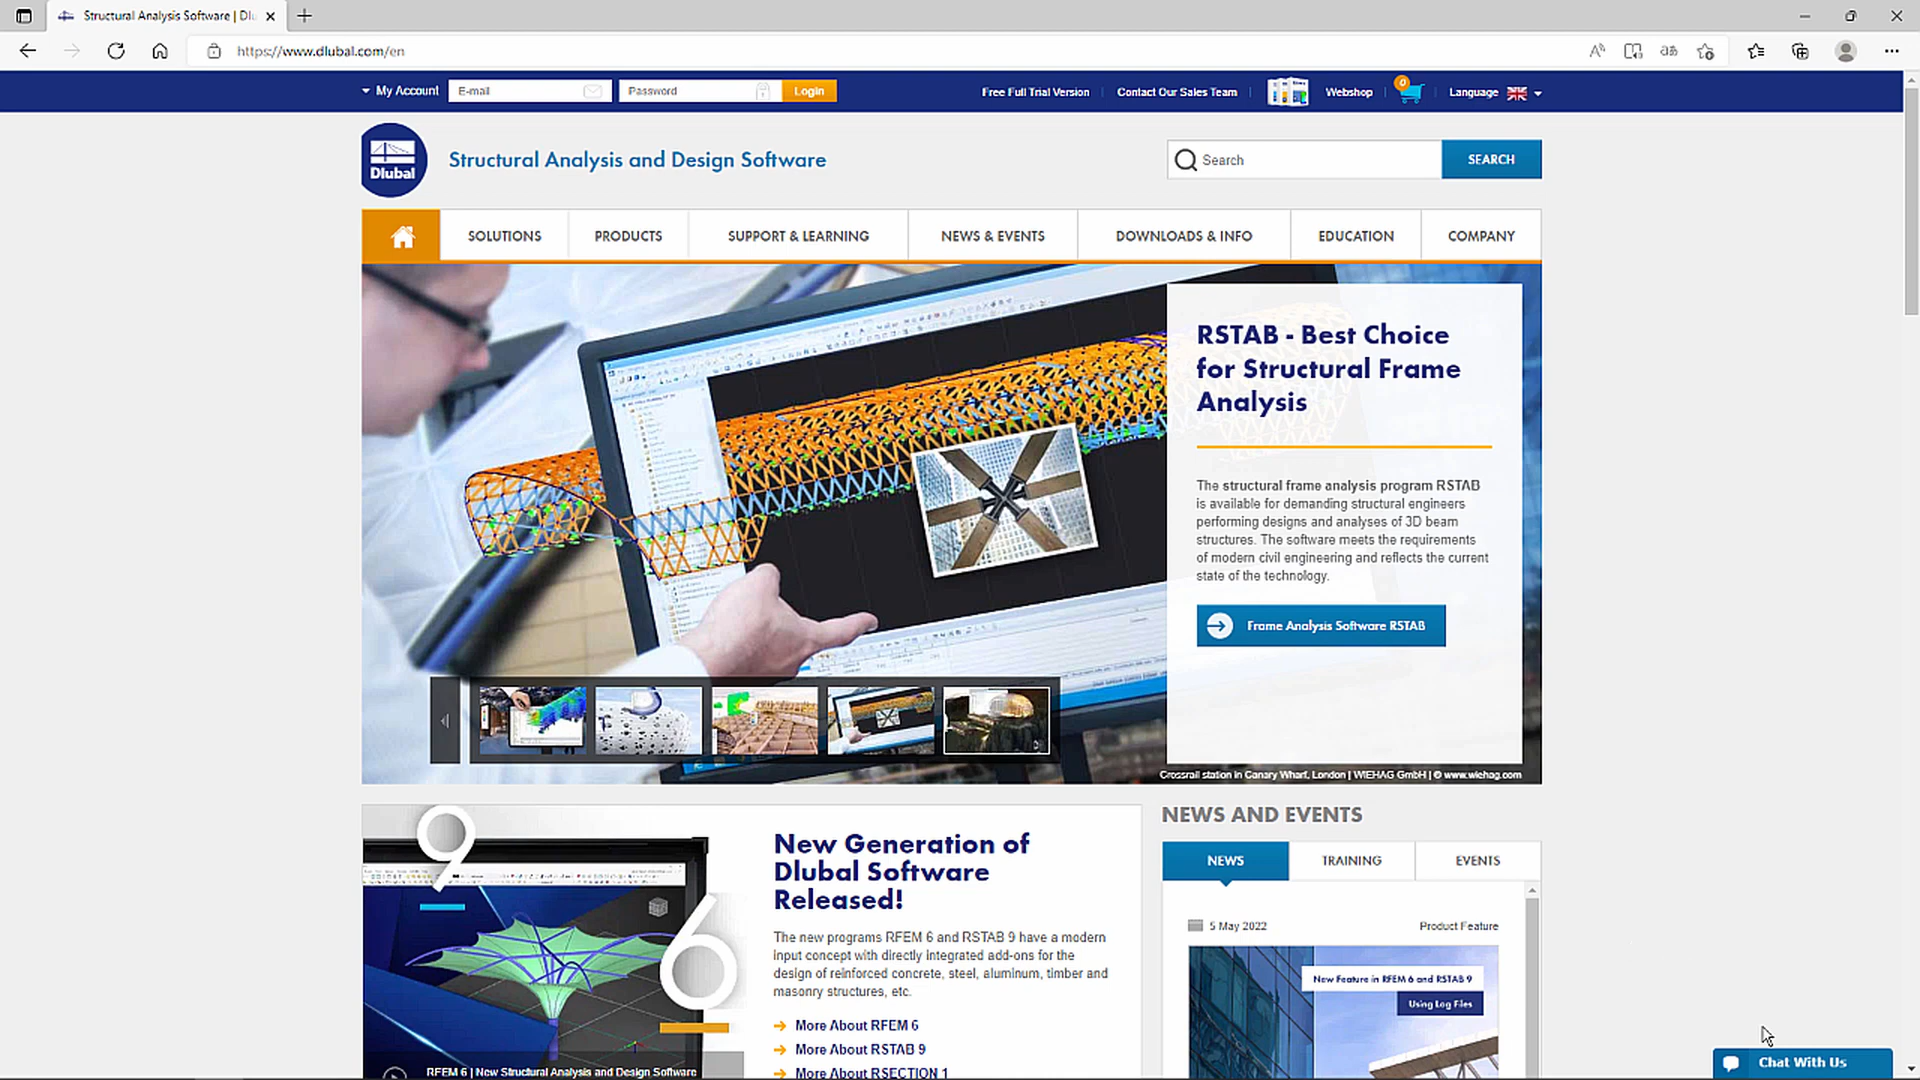 Structural Analysis Software | Dlu
https://www.dlubal.com/en
My Account
E-mail
Password
Login
Free Full Trial Version
Contact Our Sales Team
Webshop
0
Language
Dlubal
Structural Analysis and Design Software
Search
SEARCH
SOLUTIONS
PRODUCTS
SUPPORT & LEARNING
NEWS & EVENTS
DOWNLOADS & INFO
EDUCATION
COMPANY
RSTAB - Best Choice
for Structural Frame
Analysis
The structural frame analysis program RSTAB
is available for demanding structural engineers
performing designs and analyses of 3D beam
structures. The software meets the requirements
of modern civil engineering and reflects the current
state of the technology.
Frame Analysis Software RSTAB
Crossrail station in Canary Wharf, London | WIEHAG GmbH | © www.wiehag.com
9
6
RFEM 6 | New Structural Analysis and Design Software
New Generation of
Dlubal Software
Released!
The new programs RFEM 6 and RSTAB 9 have a modern
input concept with directly integrated add-ons for the
design of reinforced concrete, steel, aluminum, timber and
masonry structures, etc.
More About RFEM 6
More About RSTAB 9
More About RSECTION 1
NEWS AND EVENTS
NEWS
TRAINING
EVENTS
5 May 2022
Product Feature
New Feature in RFEM 6 and RSTAB 9
Using Log Files
Chat With Us